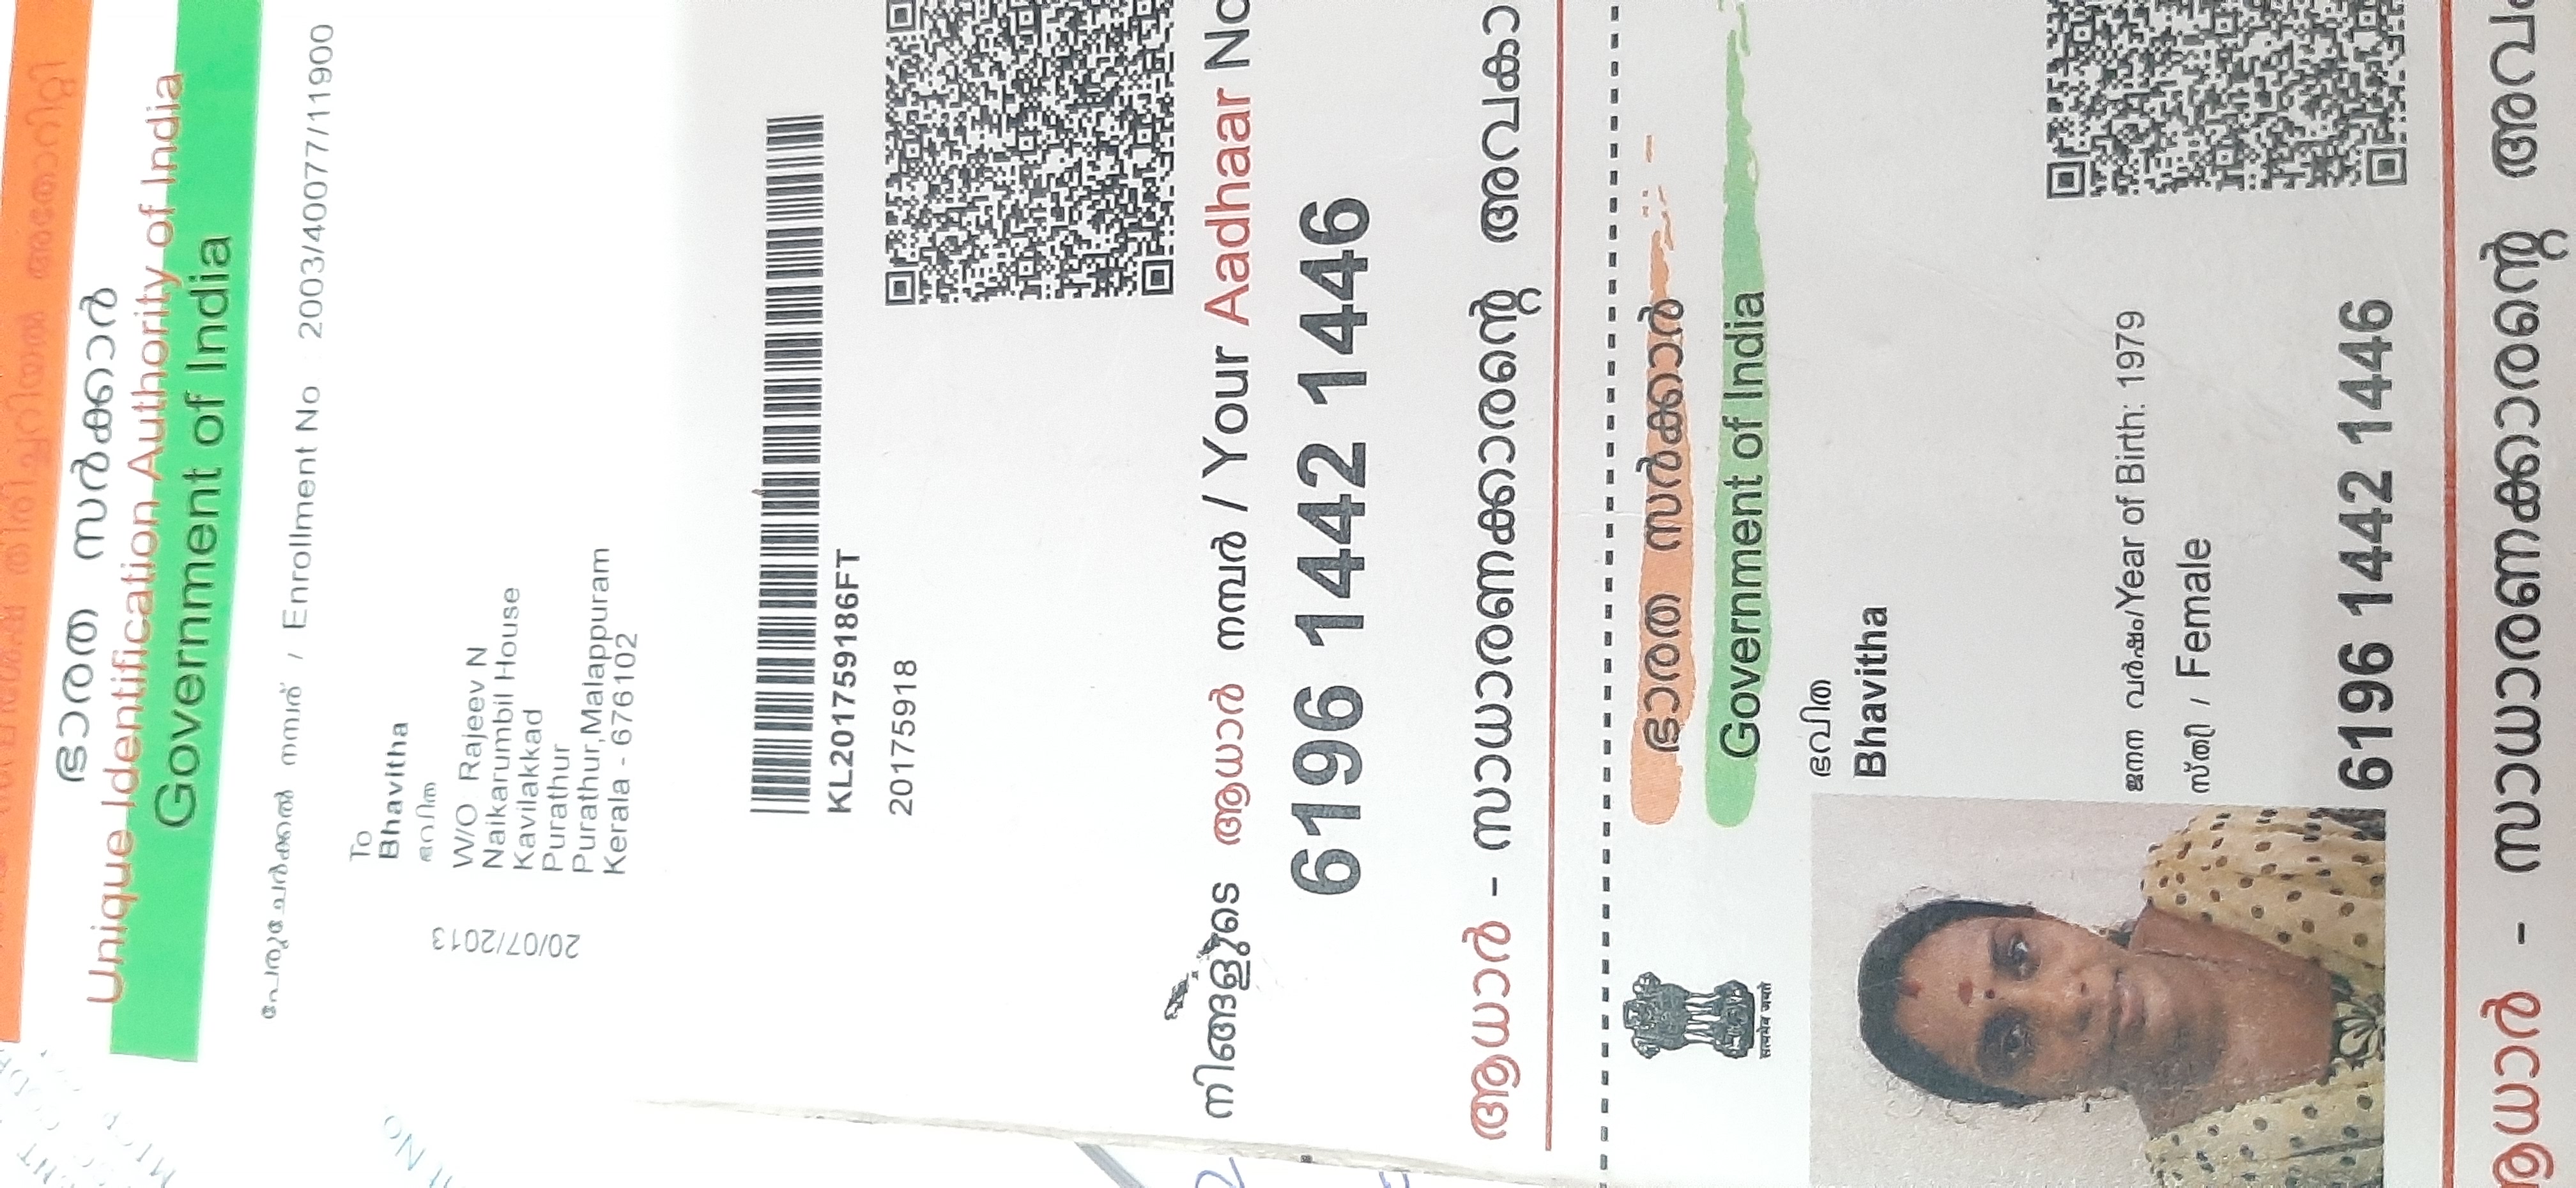 തിരിച്ചറിയൽ അതോറിറ്റി
ഭാരത സർക്കാർ
Unique Identification Authority of India
Government of India
പേരുചേർക്കൽ നമ്പര് / Enrollment No 2003/40077/11900
To
Bhavitha
ഭവിത
W/O Rajeev N
Naikarumbil House
Kavilakkad
Purathur
Purathur,Malappuram
Kerala - 676102
20/07/2013
KL201759186FT
20175918
നിങ്ങളുടെ ആധാർ നമ്പർ / Your Aadhaar No
6196 1442 1446
ആധാർ - സാധാരണക്കാരന്റെ അവകാ
ഭാരത സർക്കാർ
Government of India
सत्यमेव जयते
ഭവിത
Bhavitha
ജനന വർഷം/Year of Birth: 1979
സ്ത്രീ / Female
6196 1442 1446
ആധാർ - സാധാരണക്കാരന്റെ അവ